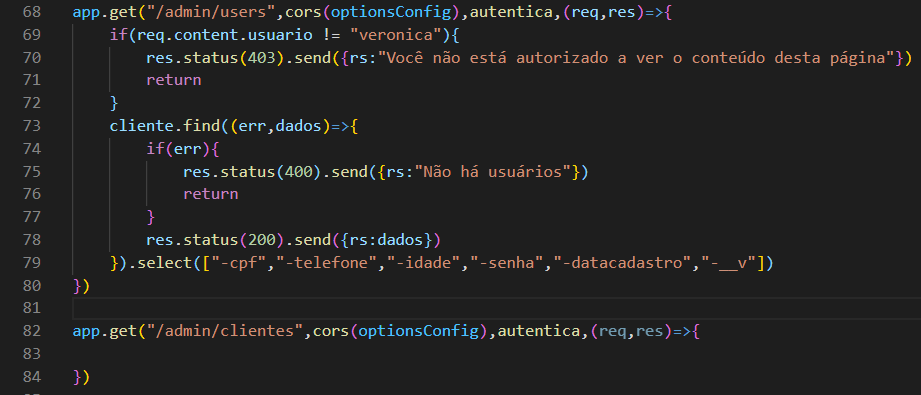 68 app.get("/admin/users",cors(optionsConfig),autentica,(req,res)=>{
69 if(req.content.usuario != "veronica"){
70 res.status(403).send({rs:"Você não está autorizado a ver o conteúdo desta página"})
71 return
72 }
73 cliente.find((err,dados)=>{
74 if(err){
75 res.status(400).send({rs:"Não há usuários"})
76 return
77 }
78 res.status(200).send({rs:dados})
79 }).select(["-cpf","-telefone","-idade","-senha","-datacadastro","-__v"])
80 })
81
82 app.get("/admin/clientes",cors(optionsConfig),autentica,(req,res)=>{
83
84 })